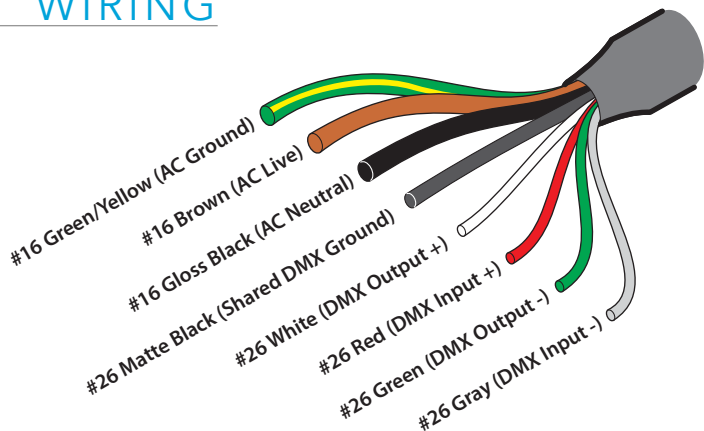 WIRING
#16 Green/Yellow (AC Ground)
#16 Brown (AC Live)
#16 Gloss Black (AC Neutral)
#26 Matte Black (Shared DMX Ground)
#26 White (DMX Output +)
#26 Red (DMX Input +)
#26 Green (DMX Output -)
#26 Gray (DMX Input -)